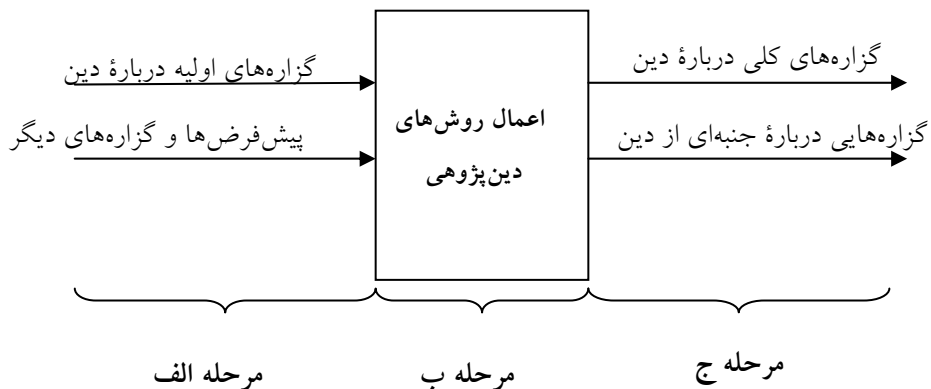 گزاره‌های اولیه دربارهٔ دین
پیش‌فرض‌ها و گزاره‌های دیگر
اعمال روش‌های
دین‌پژوهی
گزاره‌های کلی دربارهٔ دین
گزاره‌هایی دربارهٔ جنبه‌ای از دین
مرحله الف
مرحله ب
مرحله ج